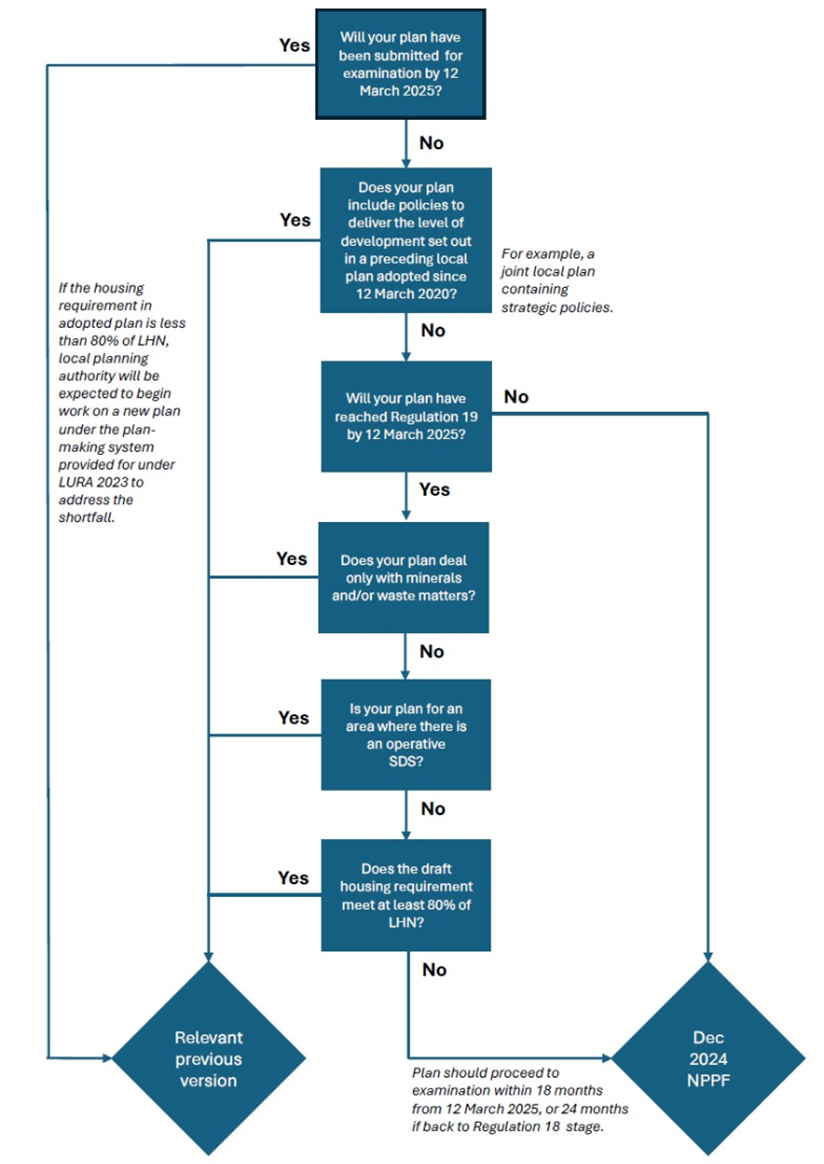 Yes
Will your plan have
been submitted for
examination by 12
March 2025?
No
Yes
Does your plan
include policies to
deliver the level of
development set out
in a preceding local
plan adopted since
12 March 2020?
For example, a
joint local plan
containing
strategic policies.
If the housing
requirement in
adopted plan is less
than 80% of LHN,
local planning
authority will be
expected to begin
work on a new plan
under the plan-
making system
provided for under
LURA 2023 to
address the
shortfall.
No
Will your plan have
reached Regulation 19
by 12 March 2025?
No
Yes
Yes
Does your plan deal
only with minerals
and/or waste matters?
No
Yes
Is your plan for an
area where there is
an operative
SDS?
No
Yes
Does the draft
housing requirement
meet at least 80% of
LHN?
No
Relevant
previous
version
Dec
2024
NPPF
Plan should proceed to
examination within 18 months
from 12 March 2025, or 24 months
if back to Regulation 18 stage.